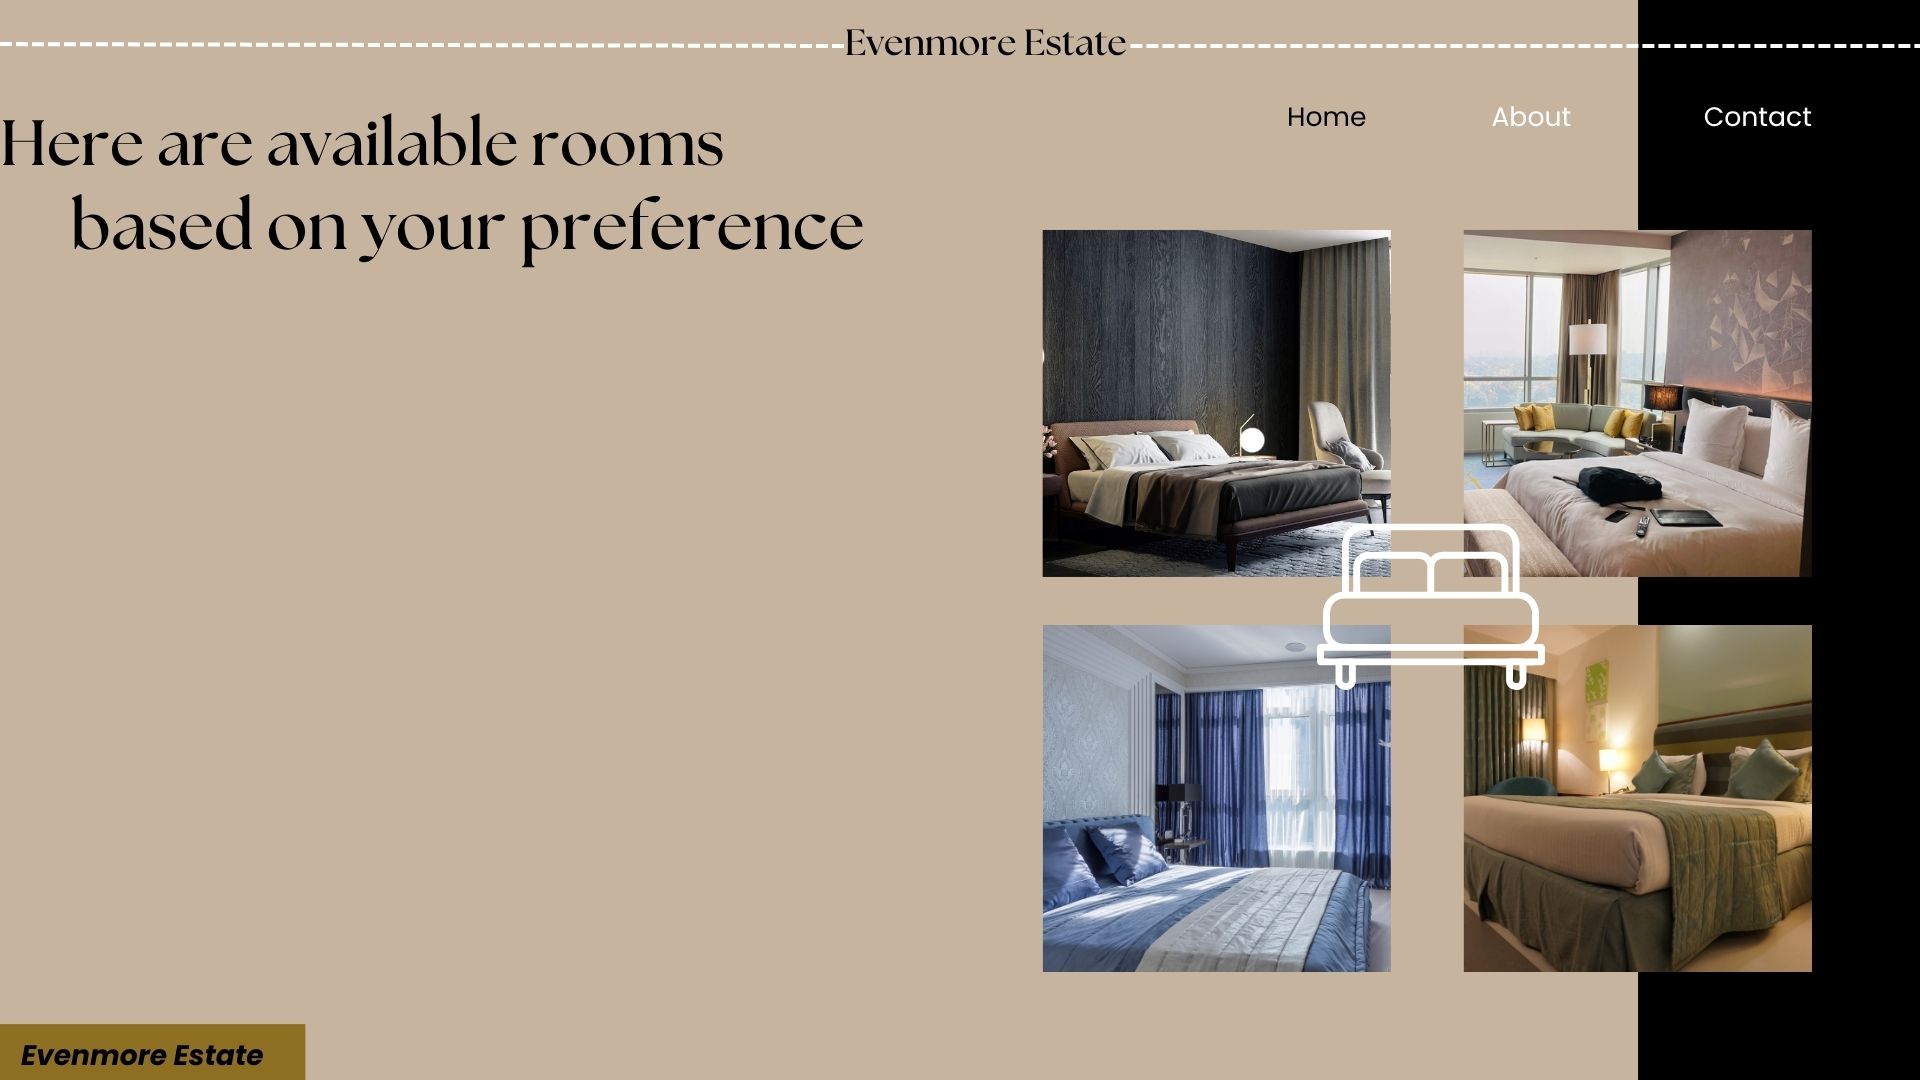 Evenmore Estate
Home About Contact
Here are available rooms
based on your preference
Evenmore Estate